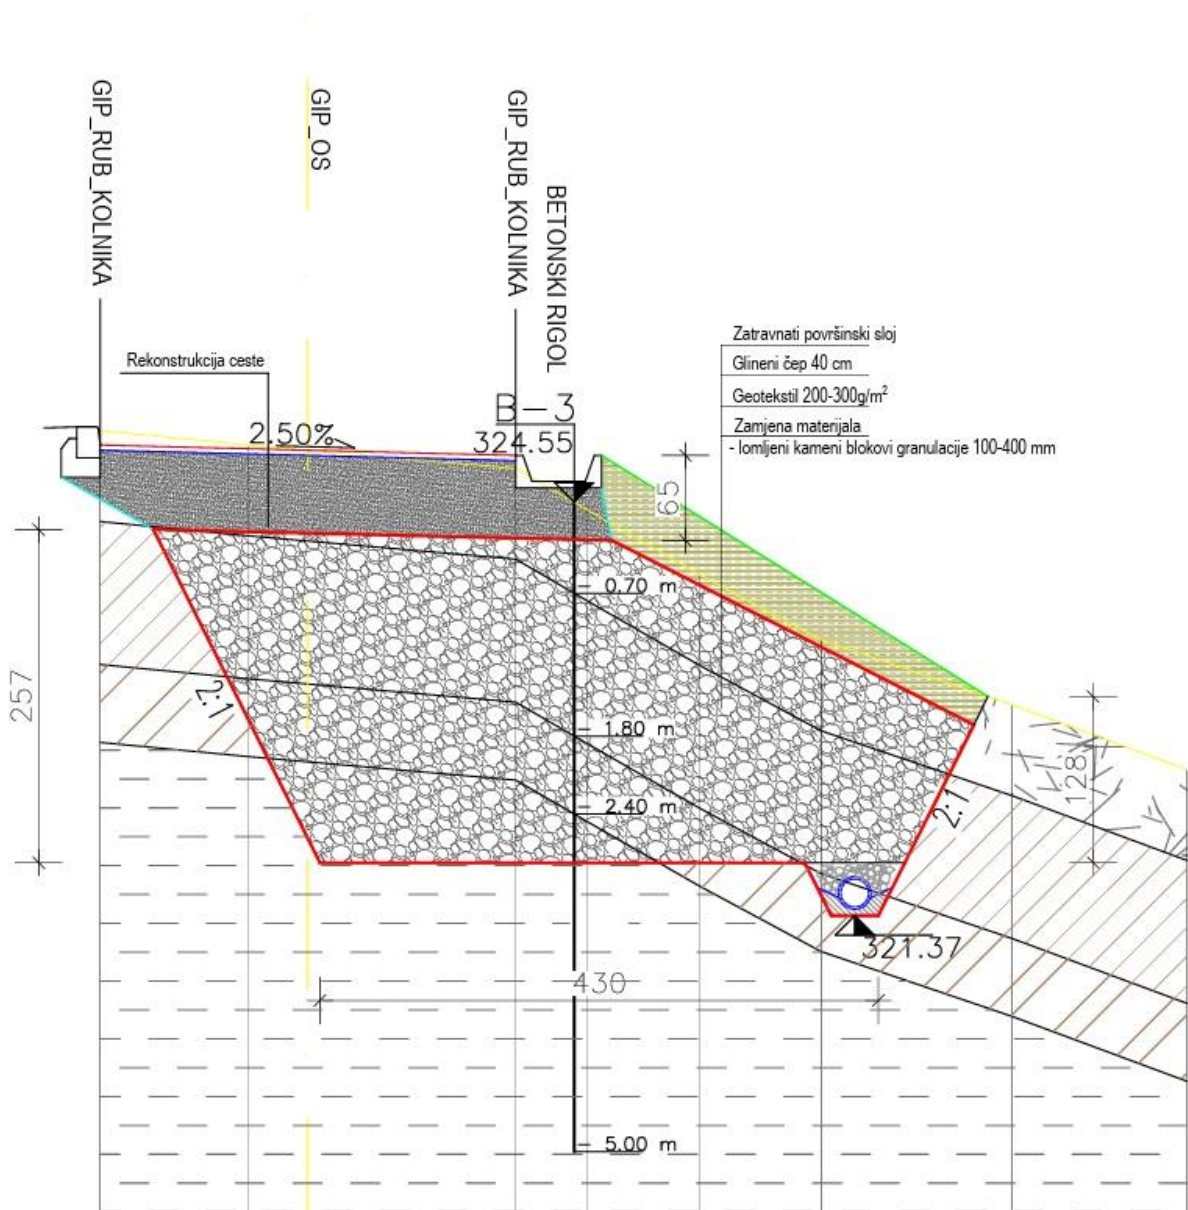 GIP_RUB_KOLNIKA
GIP_OS
GIP_RUB_KOLNIKA
BETONSKI RIGOL
Rekonstrukcija ceste
Zatravnati površinski sloj
Glineni čep 40 cm
Geotekstil 200-300g/m²
Zamjena materijala
- lomljeni kameni blokovi granulacije 100-400 mm
B-3
324.55
2.50%
65
0.70 m
257
2:1
1.80 m
128
2.40 m
2:1
321.37
430
5.00 m